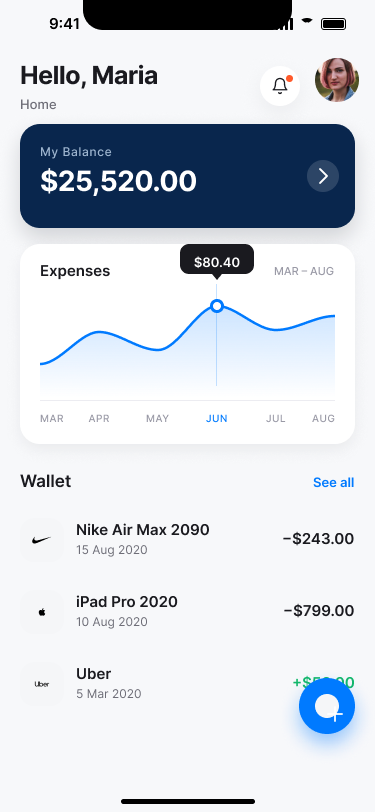 9:41
Hello, Maria
Home
My Balance
$25,520.00
Expenses
$80.40
MAR – AUG
MAR APR MAY JUN JUL AUG
Wallet
See all
Nike Air Max 2090
−$243.00
15 Aug 2020
iPad Pro 2020
−$799.00
10 Aug 2020
Uber
Uber
5 Mar 2020